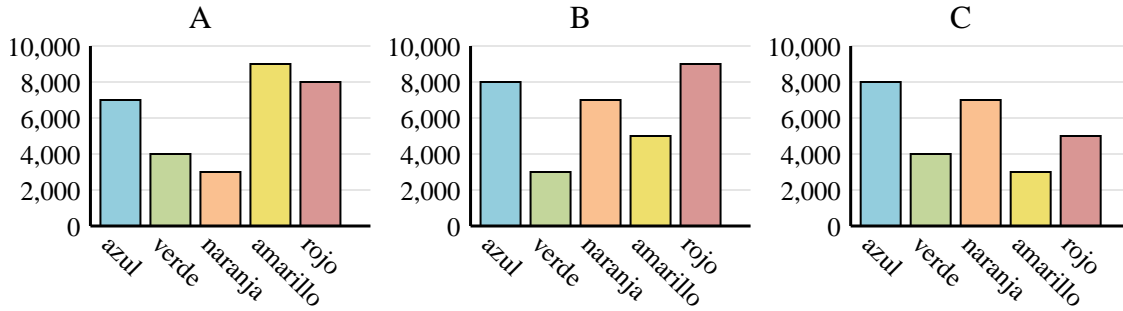 A
10,000
8,000
6,000
4,000
2,000
0
azul
verde
naranja
amarillo
rojo
B
10,000
8,000
6,000
4,000
2,000
0
azul
verde
naranja
amarillo
rojo
C
10,000
8,000
6,000
4,000
2,000
0
azul
verde
naranja
amarillo
rojo